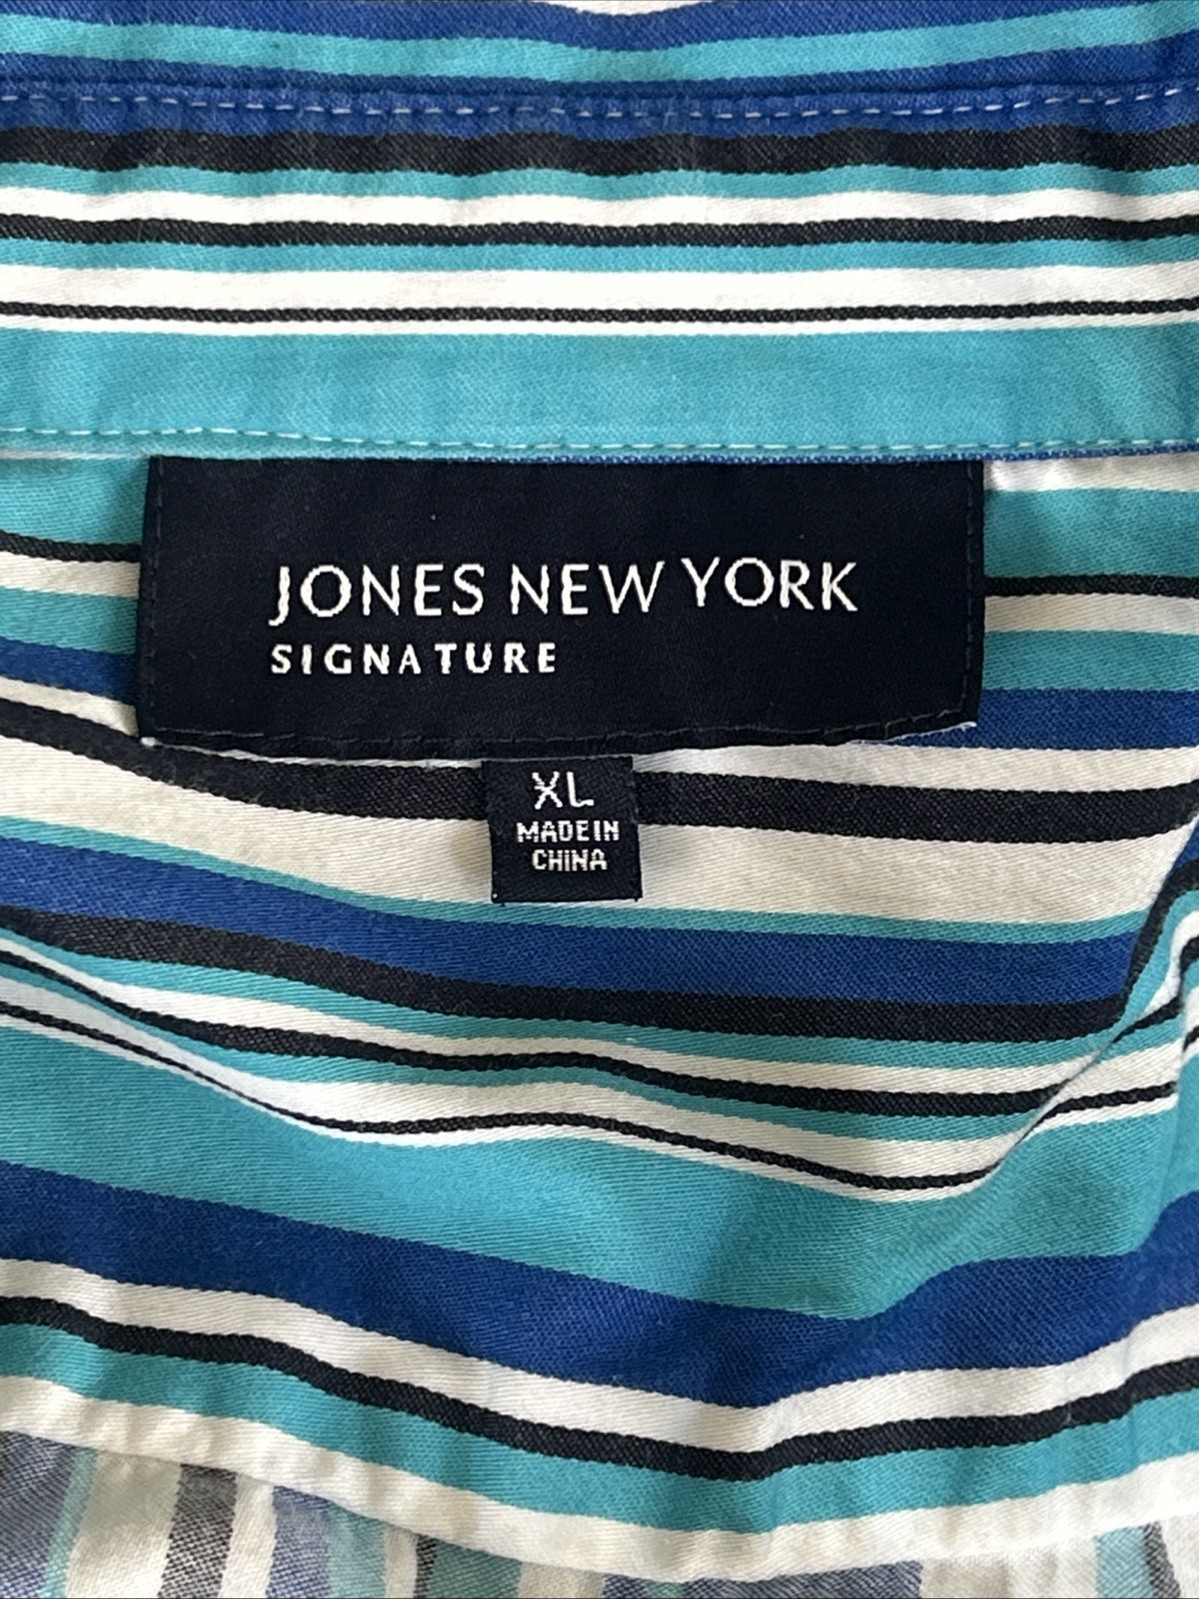 JONES NEW YORK
SIGNATURE
XL
MADE IN
CHINA